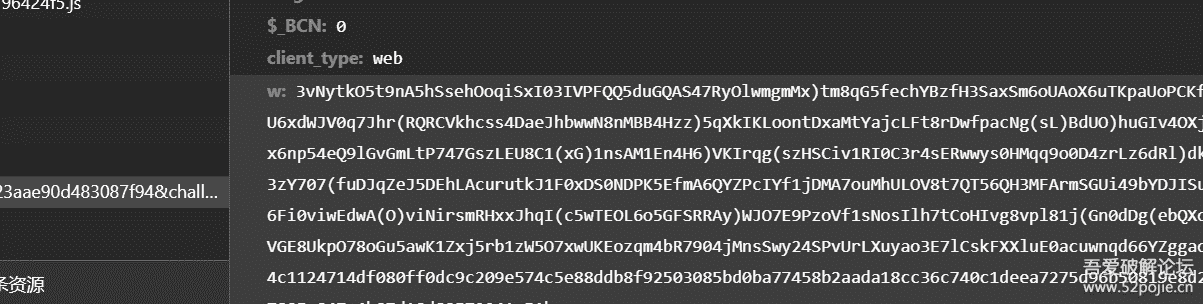 96424f5.js
$_BCN: 0
client_type: web
w: 3vNytkO5t9nA5hSsehOoqiSxI03IVPFQQ5duGQAS47RyOlwmgmMx)tm8qG5fechYBzfH3SaxSm6oUAoX6uTKpaUoPCKf
U6xdWJV0q7Jhr(RQRCVkhcss4DaeJhbwwN8nMBB4Hzz)5qXkIKLoontDxaMtYajcLFt8rDwfpacNg(sL)BdUO)huGIv4OXj
x6np54eQ9lGvGmLtP747GszLEU8C1(xG)1nsAM1En4H6)VKIrqg(szHSCiv1RI0C3r4sERwwys0HMqq9o0D4zrLz6dRl)dk
23aae90d483087f94&chall...
3zY707(fuDJqZeJ5DEhLAcurutkJ1F0xDS0NDPK5EfmA6QYZPcIYf1jDMA7ouMhULOV8t7QT56QH3MFArmSGUi49bYDJISu
6Fi0viwEdwA(O)viNirsmRHxxJhqI(c5wTEOL6o5GFSRRAy)WJO7E9PzoVf1sNosIlh7tCoHIvg8vpl81j(Gn0dDg(ebQXc
VGE8UkpO78oGu5awK1Zxj5rb1zW5O7xwUKEozqm4bR7904jMnsSwy24SPvUrLXuyao3E7lCskFXXluE0acuwnqd66YZggac
条资源
4c1124714df080ff0dc9c209e574c5e88ddb8f92503085bd0ba77458b2aada18cc36c740c1deea7275d96b50819e8d2
吾爱破解论坛
www.52pojie.cn